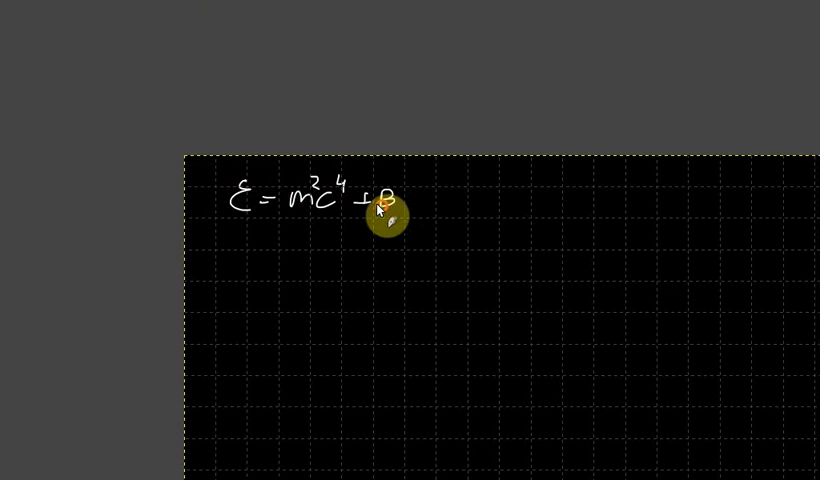 ε = m²c⁴ + B